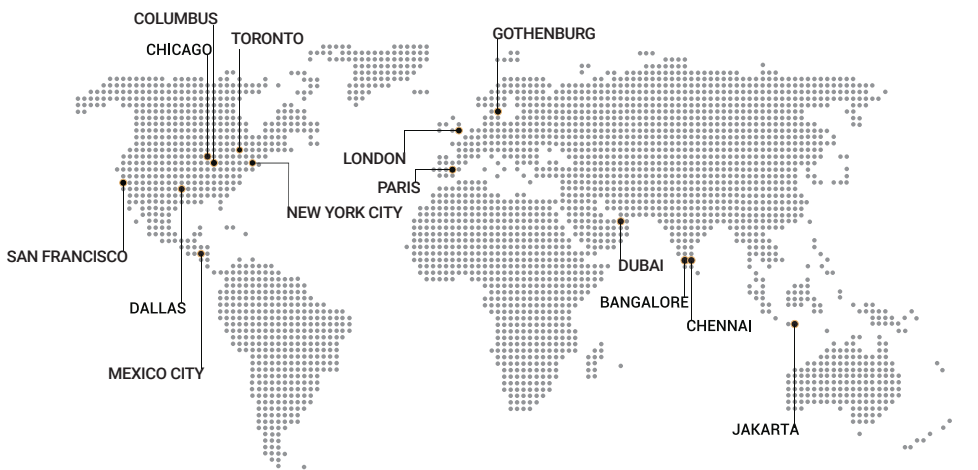 COLUMBUS
GOTHENBURG
TORONTO
CHICAGO
LONDON
PARIS
NEW YORK CITY
SAN FRANCISCO
DUBAI
BANGALORE
DALLAS
CHENNAI
MEXICO CITY
JAKARTA